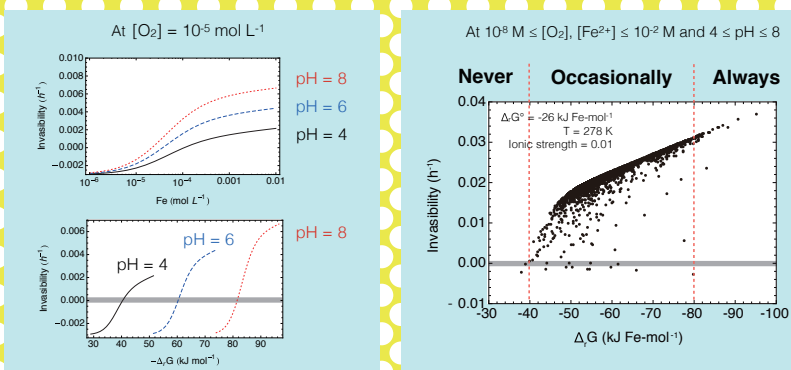 At [O₂] = 10⁻⁵ mol L⁻¹
0.010
0.008
0.006
0.004
0.002
0.000
−0.002
Invasibility (h⁻¹)
10⁻⁶ 10⁻⁵ 10⁻⁴ 0.001 0.01
Fe (mol L⁻¹)
pH = 8
pH = 6
pH = 4
0.006
0.004
0.002
0.000
−0.002
Invasibility (h⁻¹)
pH = 4
pH = 6
pH = 8
30 40 50 60 70 80 90
−ΔᵣG (kJ mol⁻¹)
At 10⁻⁸ M ≤ [O₂], [Fe²⁺] ≤ 10⁻² M and 4 ≤ pH ≤ 8
Never Occasionally Always
0.04
0.03
0.02
0.01
0.00
- 0.01
Invasibility (h⁻¹)
ΔᵣG° = -26 kJ Fe-mol⁻¹
T = 278 K
Ionic strength = 0.01
-30 -40 -50 -60 -70 -80 -90 -100
ΔᵣG (kJ Fe-mol⁻¹)